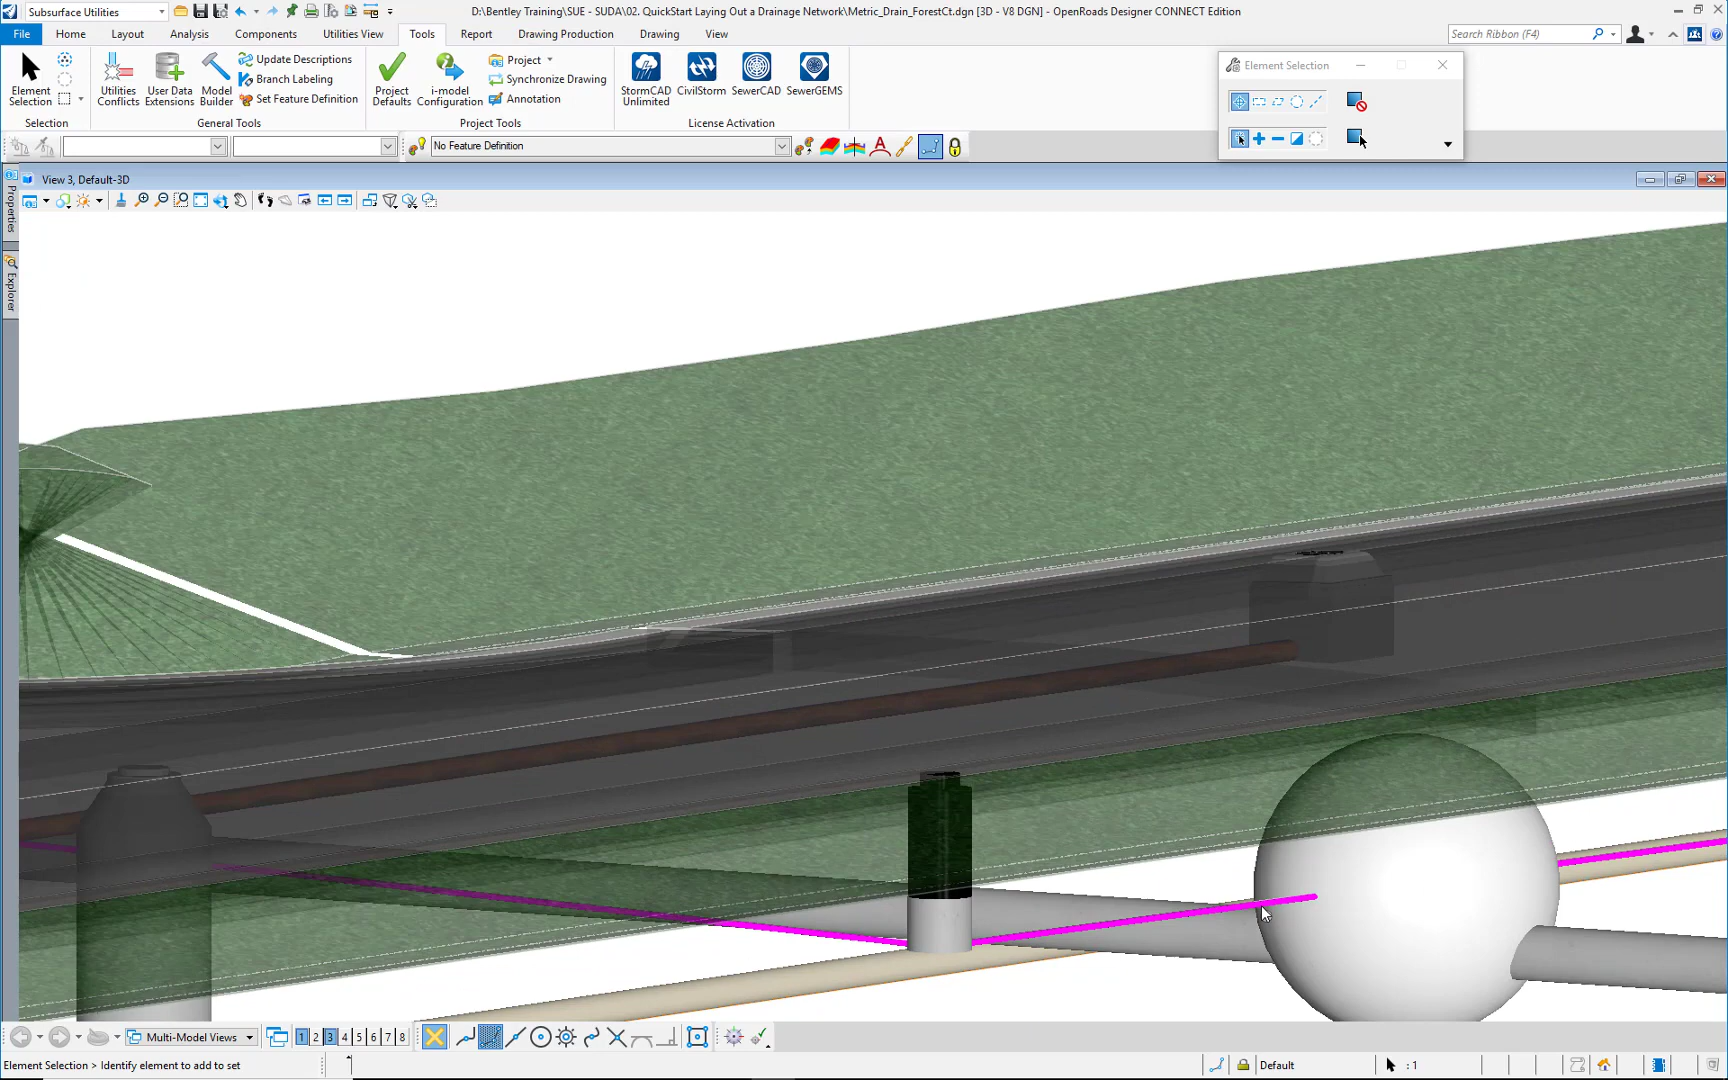 Subsurface Utilities
D:\Bentley Training\SUE - SUDA\02. QuickStart Laying Out a Drainage Network\Metric_Drain_ForestCt.dgn [3D - V8 DGN] - OpenRoads Designer CONNECT Edition
File Home Layout Analysis Components Utilities View Tools Report Drawing Production Drawing View
Search Ribbon (F4)
Element Selection
Selection
Utilities Conflicts
User Data Extensions
Model Builder
Update Descriptions
Branch Labeling
Set Feature Definition
General Tools
Project Defaults
i-model Configuration
Project
Synchronize Drawing
Annotation
Project Tools
StormCAD Unlimited
CivilStorm
SewerCAD
SewerGEMS
License Activation
Element Selection
No Feature Definition
View 3, Default-3D
Properties
Explorer
Multi-Model Views
1 2 3 4 5 6 7 8
Element Selection > Identify element to add to set
Default
: 1